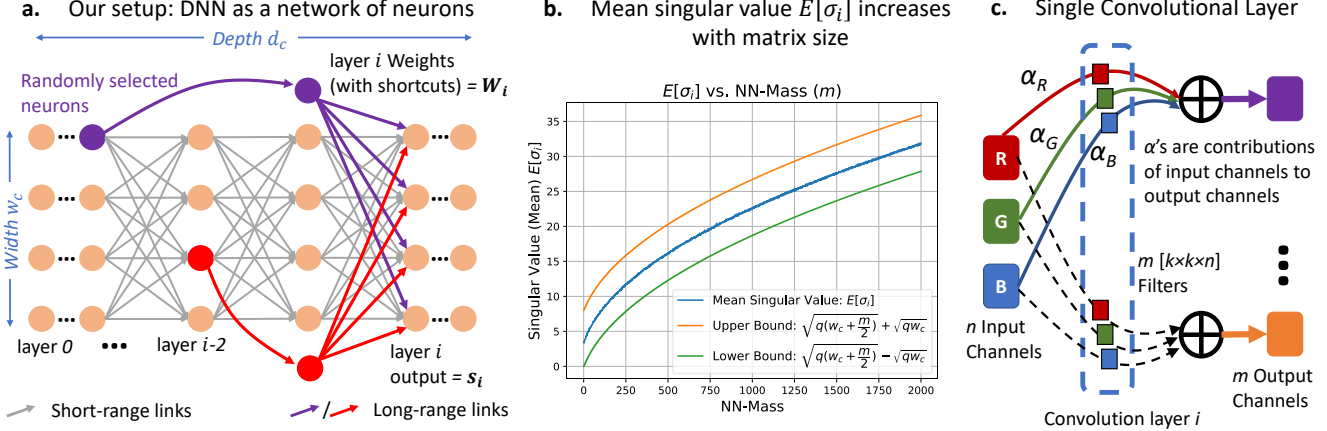 a. Our setup: DNN as a network of neurons
Depth d_c
Randomly selected
neurons
layer i Weights
(with shortcuts) = W_i
Width w_c
layer 0
layer i-2
layer i
output = s_i
Short-range links
/
Long-range links
b. Mean singular value E[σ_i] increases
with matrix size
E[σ_i] vs. NN-Mass (m)
Singular Value (Mean) E[σ_i]
35
30
25
20
15
10
5
0
Mean Singular Value: E[σ_i]
Upper Bound: √(q(w_c + m/2)) + √(qw_c)
Lower Bound: √(q(w_c + m/2)) − √(qw_c)
0 250 500 750 1000 1250 1500 1750 2000
NN-Mass
c. Single Convolutional Layer
α_R
α_G
α_B
R
G
B
α's are contributions
of input channels to
output channels
m [k×k×n]
Filters
n Input
Channels
m Output
Channels
Convolution layer i